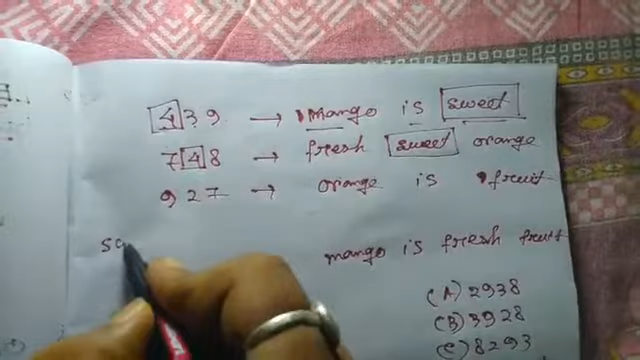 439 → mango is sweet
748 → fresh sweet orange
927 → orange is fruit
sa
mango is fresh fruit
(A) 2938
(B) 3928
(C) 8293